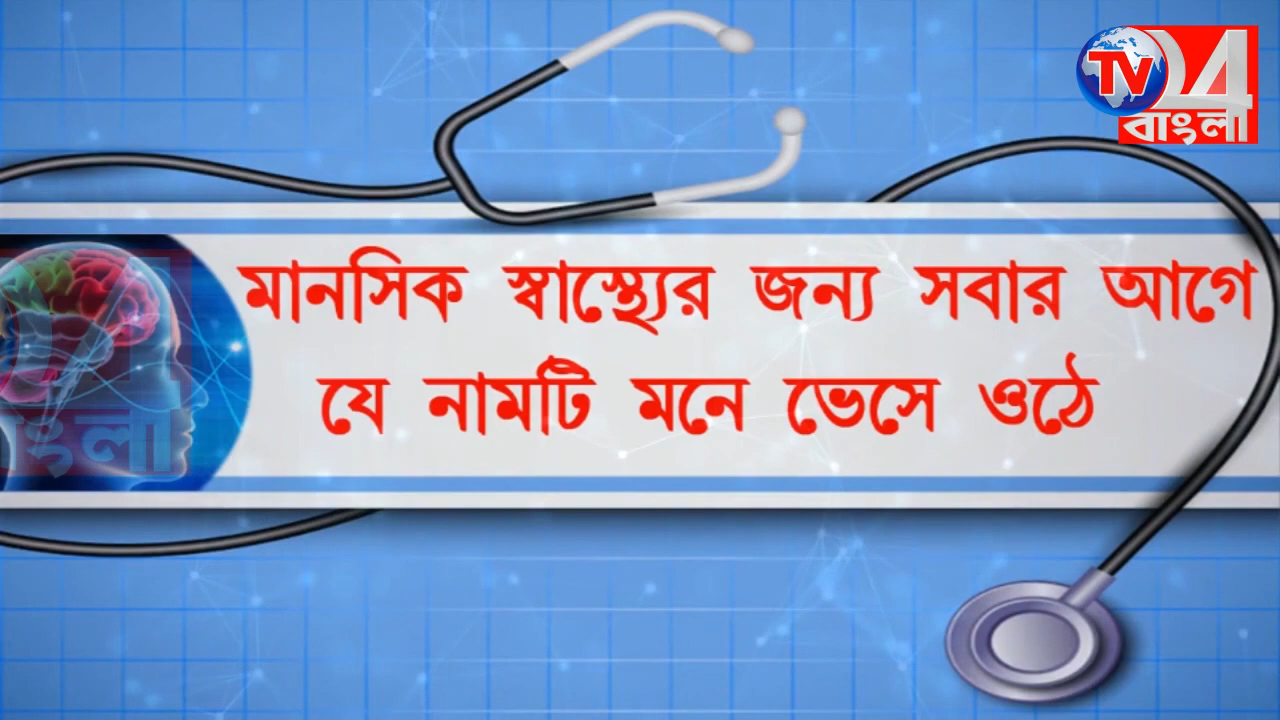 TV 24
বাংলা
মানসিক স্বাস্থ্যের জন্য সবার আগে
যে নামটি মনে ভেসে ওঠে
বাংলা